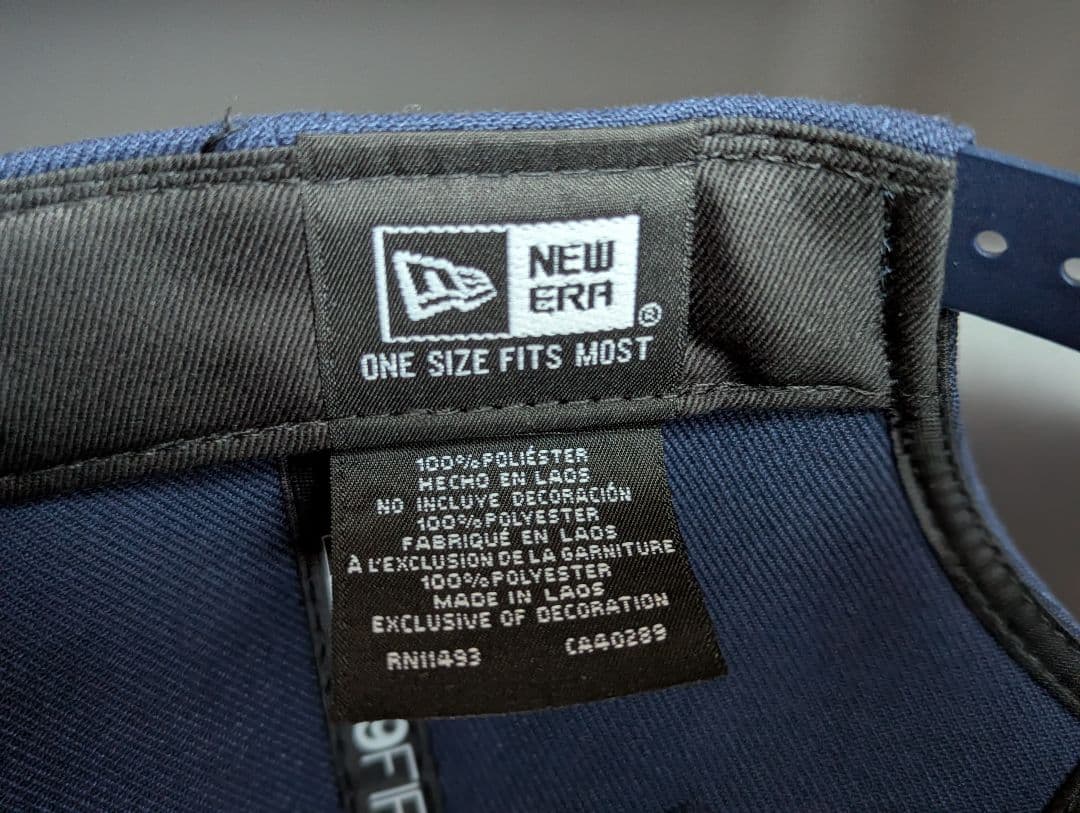 NEW
ERA
®
ONE SIZE FITS MOST
100% POLIÉSTER
HECHO EN LAOS
NO INCLUYE DECORACIÓN
100% POLYESTER
FABRIQUÉ EN LAOS
À L'EXCLUSION DE LA GARNITURE
100% POLYESTER
MADE IN LAOS
EXCLUSIVE OF DECORATION
RN11493 CA40289